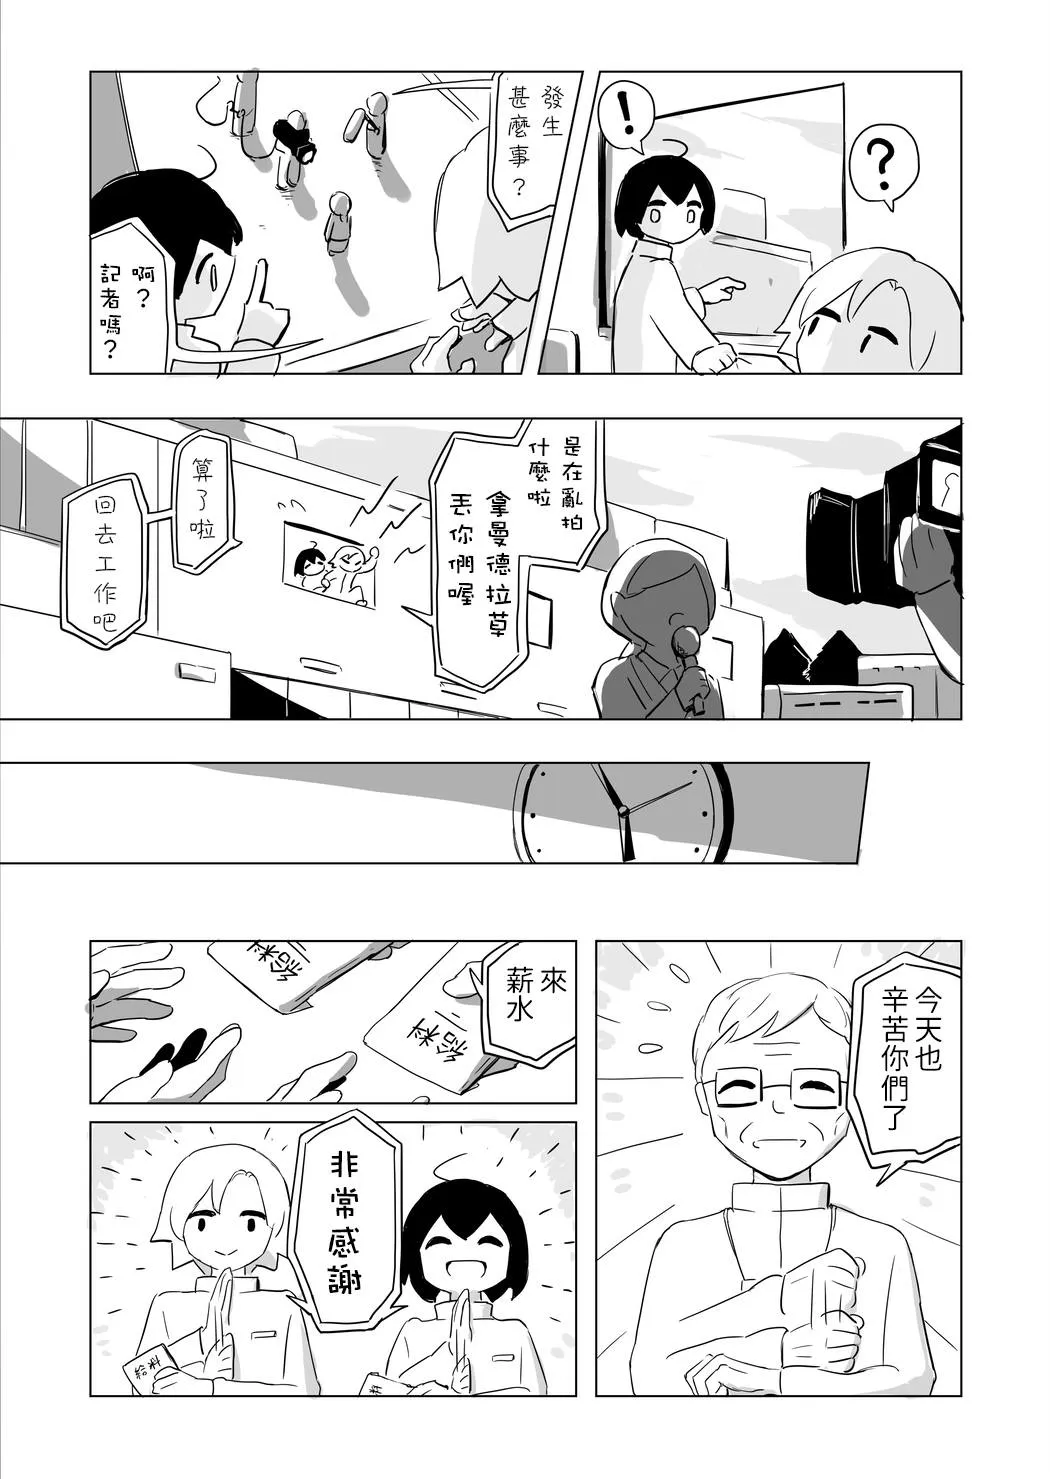 ！
？
發生
甚麼事？
啊？
記者嗎？
是在亂拍
什麼啦
拿曼德拉草
丟你們喔
算了啦
回去工作吧
今天也
辛苦你們了
來
薪水
給料
給料
非常感謝
給料
給料